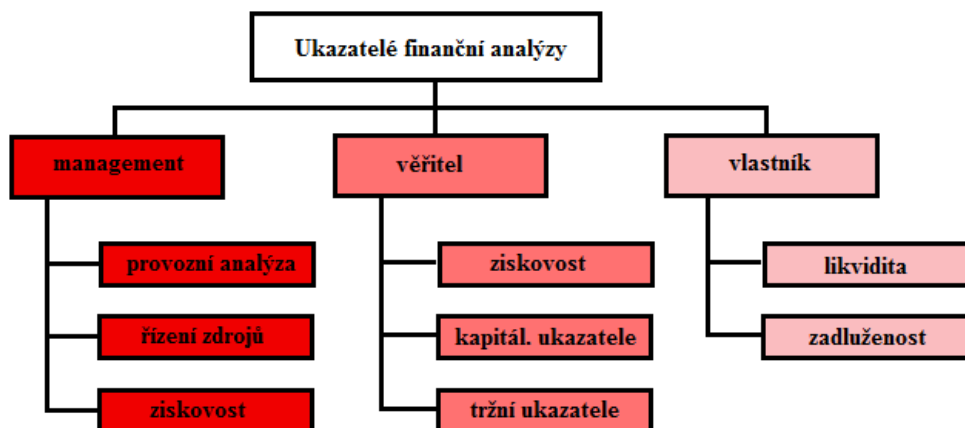 Ukazatelé finanční analýzy
management
věřitel
vlastník
provozní analýza
ziskovost
likvidita
řízení zdrojů
kapitál. ukazatele
zadluženost
ziskovost
tržní ukazatele